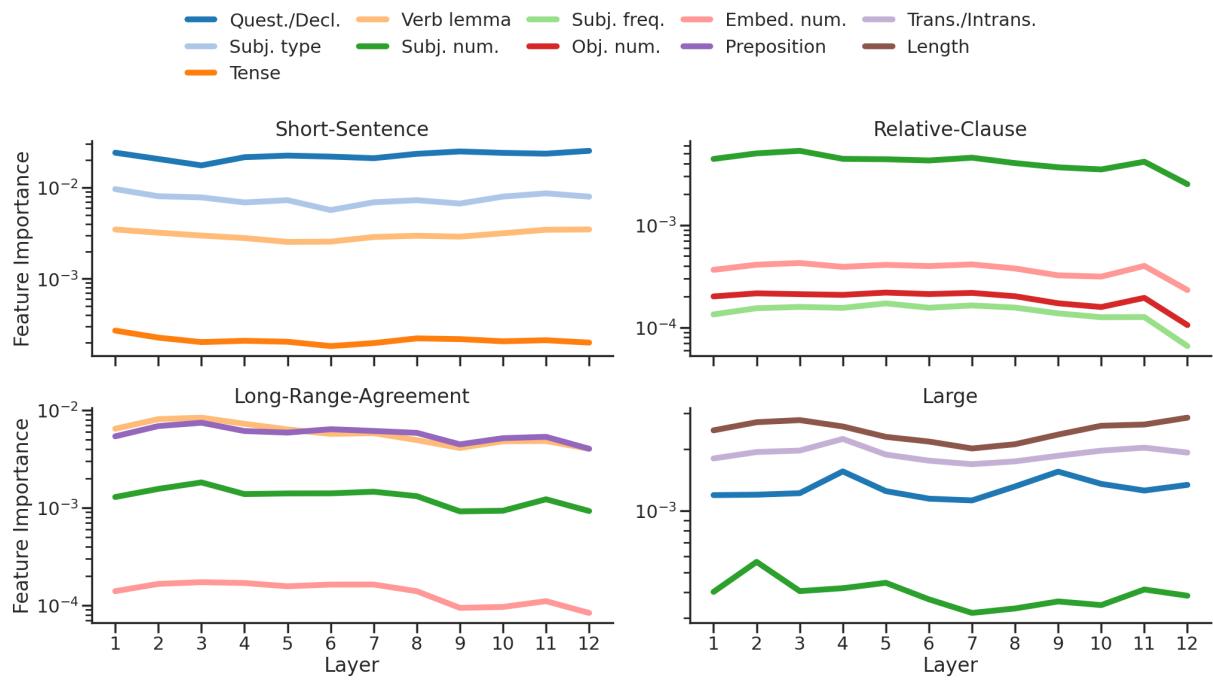 Quest./Decl. Verb lemma Subj. freq. Embed. num. Trans./Intrans.
Subj. type Subj. num. Obj. num. Preposition Length
Tense
Short-Sentence Relative-Clause
Feature Importance
10⁻²
10⁻³
10⁻³
10⁻⁴
Long-Range-Agreement Large
Feature Importance
10⁻²
10⁻³
10⁻⁴
10⁻³
1 2 3 4 5 6 7 8 9 10 11 12 1 2 3 4 5 6 7 8 9 10 11 12
Layer Layer